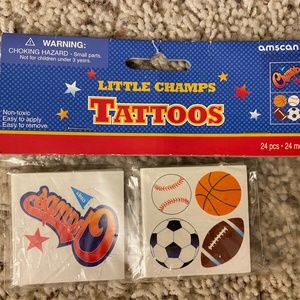 WARNING:
CHOKING HAZARD - Small parts.
Not for children under 3 years.
amscan
LITTLE CHAMPS
TATTOOS
Non-toxic
Easy to apply
Easy to remove
24 pcs
Champ